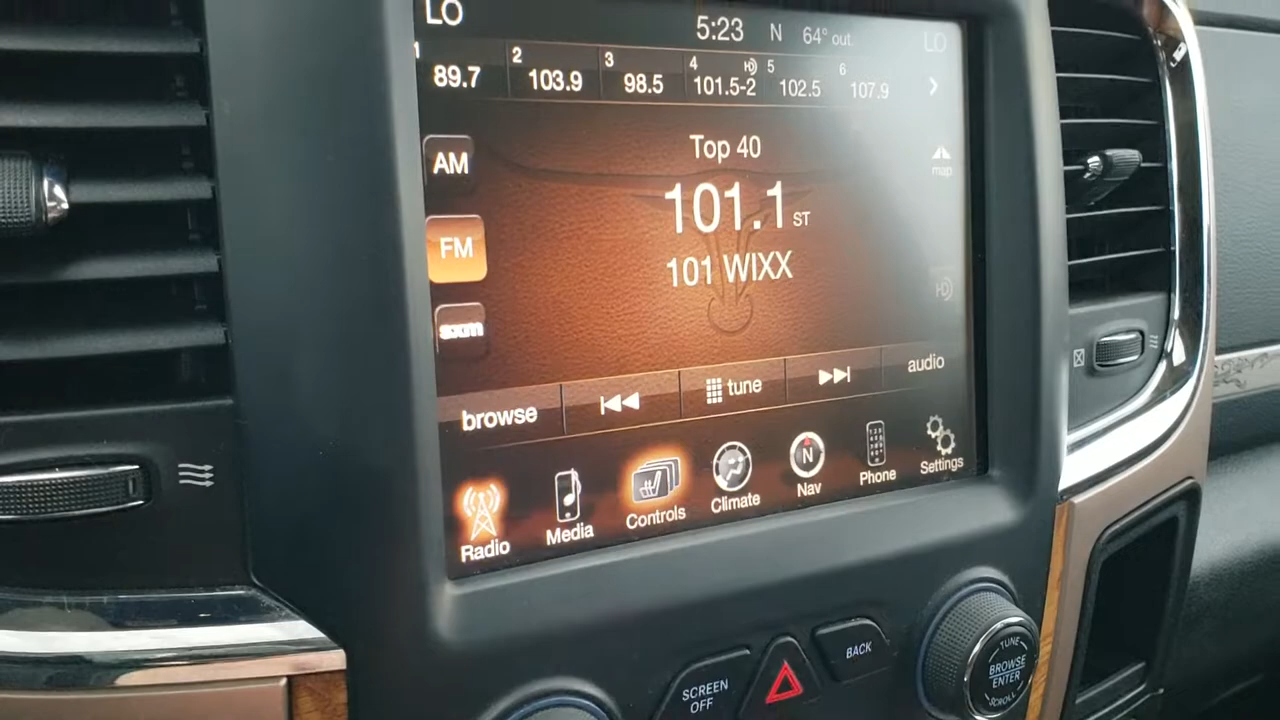 LO 5:23 N 64° out. LO
1 2 3 4 5 6
89.7 103.9 98.5 101.5-2 102.5 107.9
Top 40
AM
map
101.1 ST
FM
101 WIXX
sxm
browse tune audio
Radio Media Controls Climate Nav Phone Settings
N
SCREEN
OFF
BACK
TUNE
BROWSE
ENTER
SCROLL